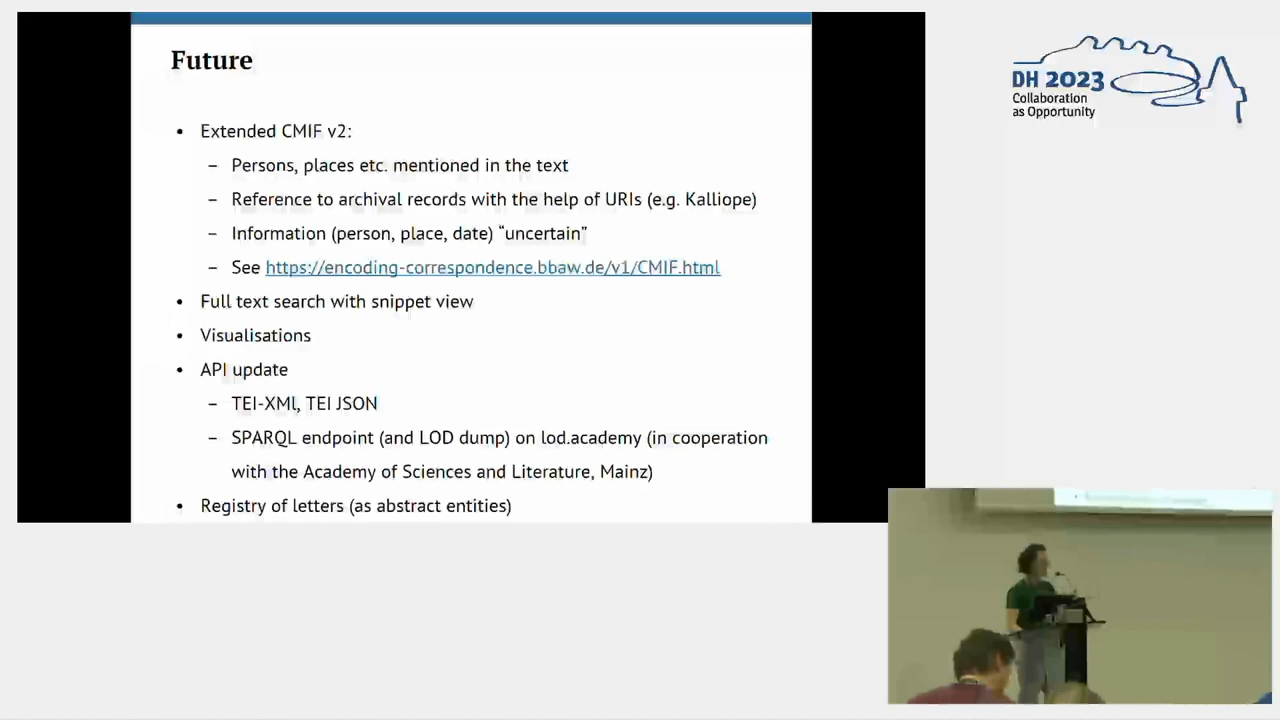 Future
• Extended CMIF v2:
– Persons, places etc. mentioned in the text
– Reference to archival records with the help of URIs (e.g. Kalliope)
– Information (person, place, date) “uncertain”
– See https://encoding-correspondence.bbaw.de/v1/CMIF.html
• Full text search with snippet view
• Visualisations
• API update
– TEI-XMl, TEI JSON
– SPARQL endpoint (and LOD dump) on lod.academy (in cooperation
with the Academy of Sciences and Literature, Mainz)
• Registry of letters (as abstract entities)
DH 2023
Collaboration
as Opportunity